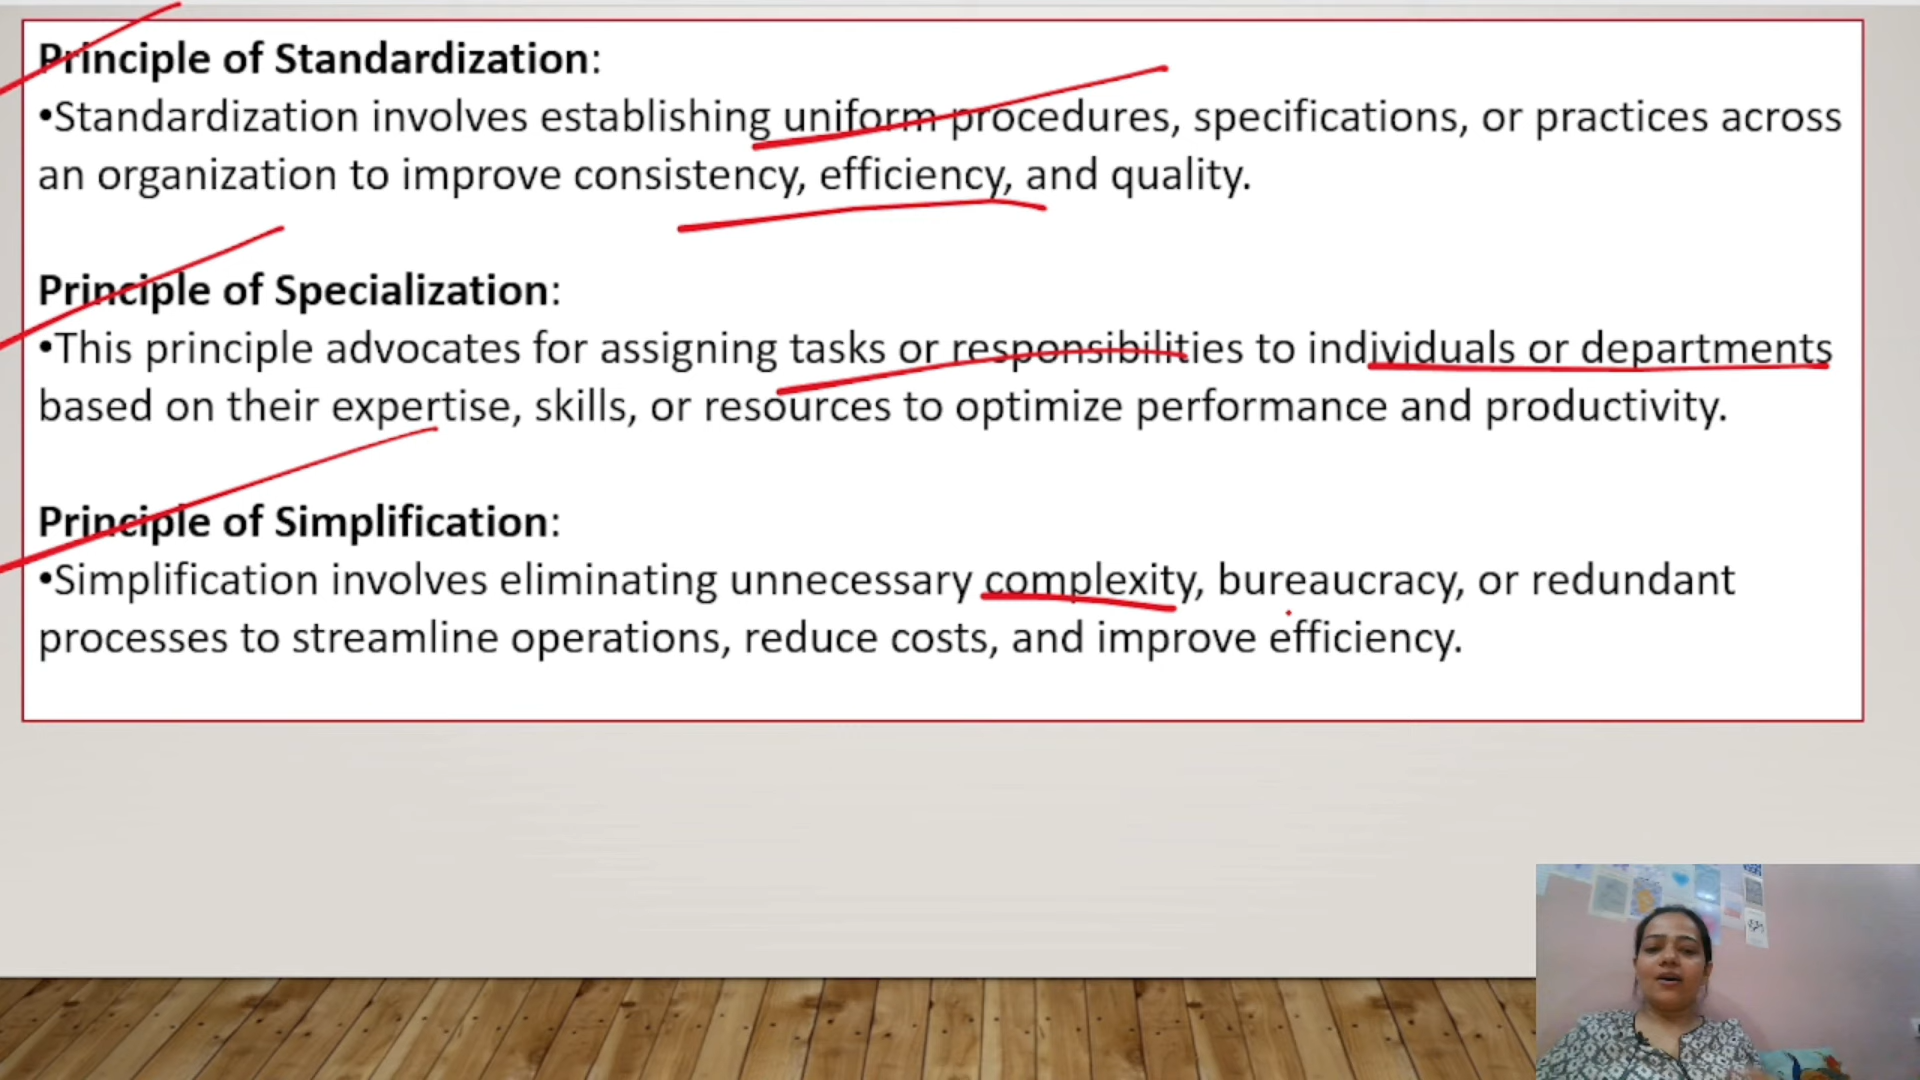 Principle of Standardization:
•Standardization involves establishing uniform procedures, specifications, or practices across
an organization to improve consistency, efficiency, and quality.
Principle of Specialization:
•This principle advocates for assigning tasks or responsibilities to individuals or departments
based on their expertise, skills, or resources to optimize performance and productivity.
Principle of Simplification:
•Simplification involves eliminating unnecessary complexity, bureaucracy, or redundant
processes to streamline operations, reduce costs, and improve efficiency.